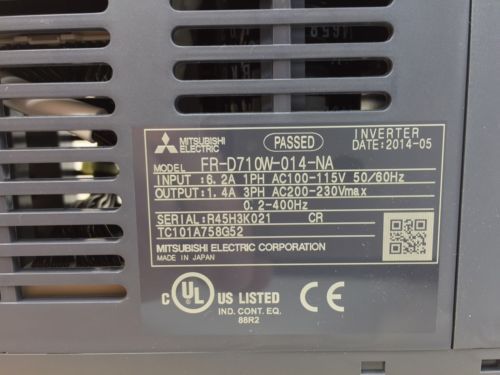 MITSUBISHI ELECTRIC
PASSED
INVERTER
DATE:2014-05
MODEL FR-D710W-014-NA
INPUT :6.2A 1PH AC100-115V 50/60Hz
OUTPUT:1.4A 3PH AC200-230Vmax
0.2-400Hz
SERIAL:R45H3K021 CR
TC101A758G52
MITSUBISHI ELECTRIC CORPORATION
MADE IN JAPAN
C UL US LISTED CE
IND. CONT. EQ.
88R2